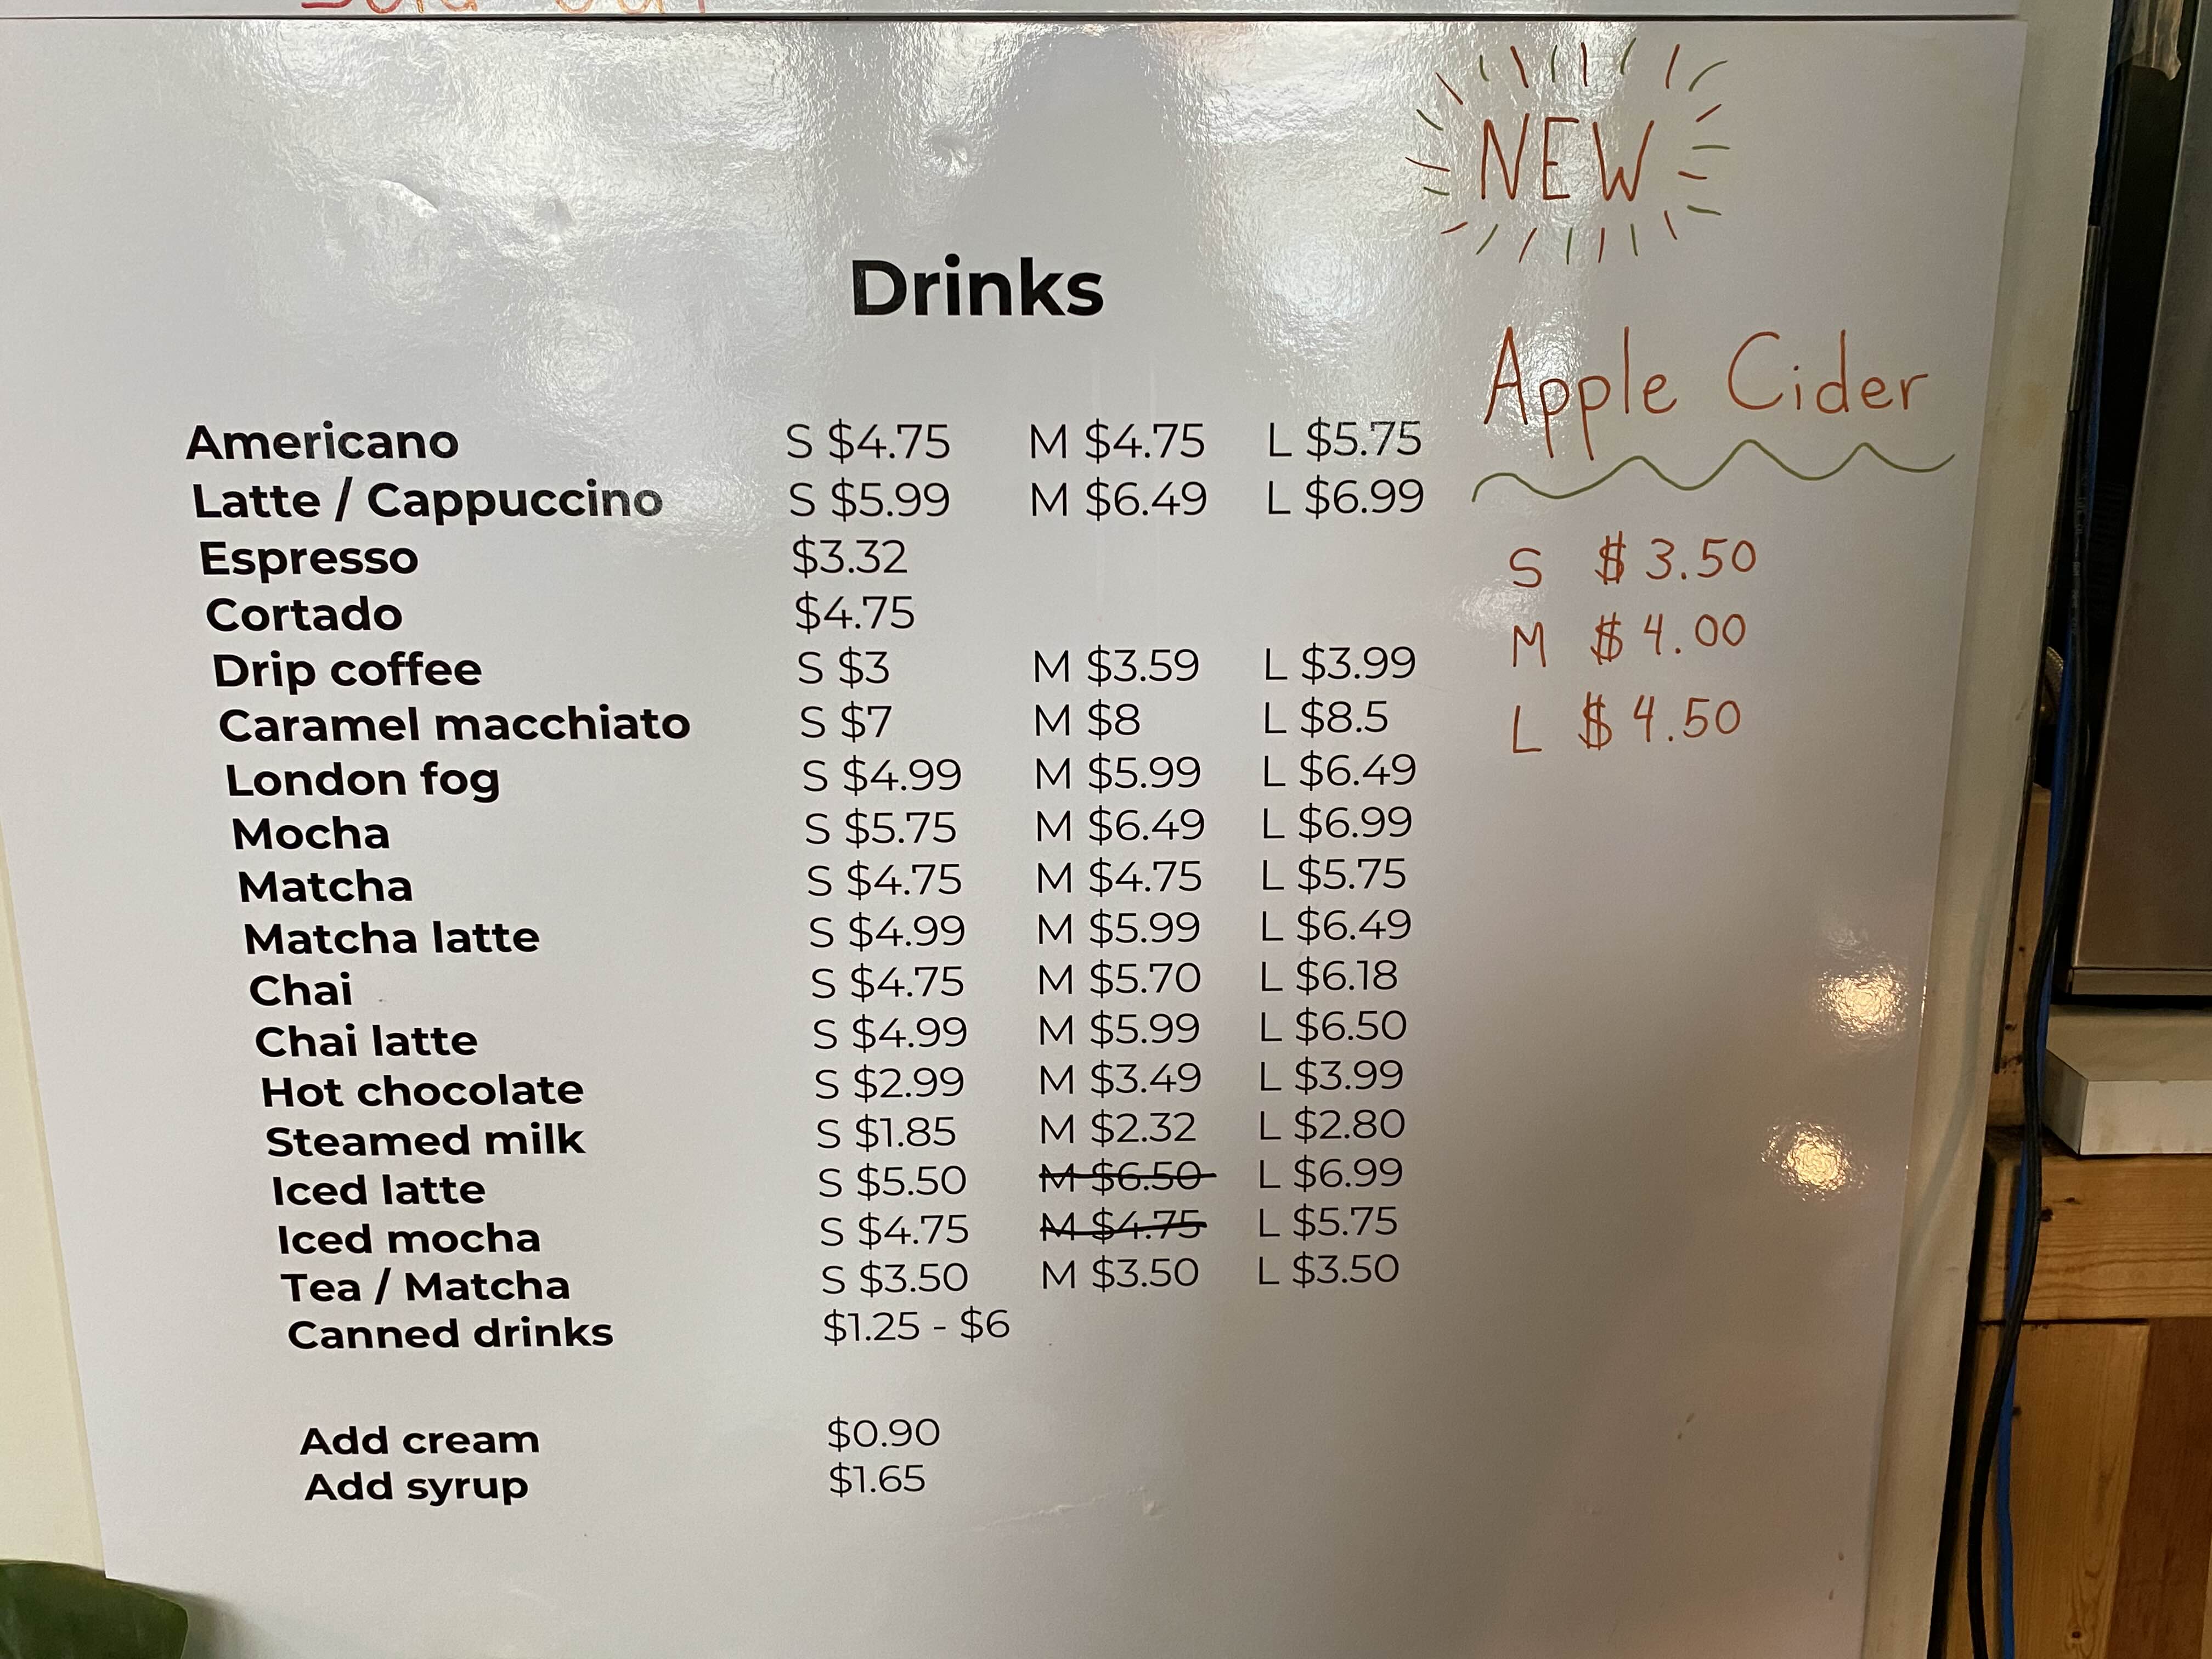 NEW
Drinks
Apple Cider
Americano S $4.75 M $4.75 L $5.75
Latte / Cappuccino S $5.99 M $6.49 L $6.99
Espresso $3.32
Cortado $4.75
Drip coffee S $3 M $3.59 L $3.99
Caramel macchiato S $7 M $8 L $8.5
London fog S $4.99 M $5.99 L $6.49
Mocha S $5.75 M $6.49 L $6.99
Matcha S $4.75 M $4.75 L $5.75
Matcha latte S $4.99 M $5.99 L $6.49
Chai S $4.75 M $5.70 L $6.18
Chai latte S $4.99 M $5.99 L $6.50
Hot chocolate S $2.99 M $3.49 L $3.99
Steamed milk S $1.85 M $2.32 L $2.80
Iced latte S $5.50 M $6.50 L $6.99
Iced mocha S $4.75 M $4.75 L $5.75
Tea / Matcha S $3.50 M $3.50 L $3.50
Canned drinks $1.25 - $6
Add cream $0.90
Add syrup $1.65
S $3.50
M $4.00
L $4.50